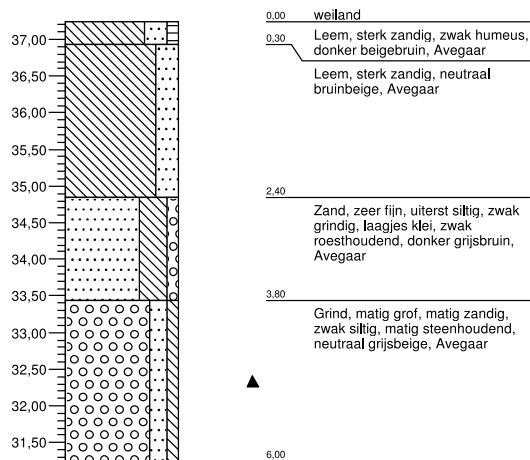 0,00 weiland
37,00
Leem, sterk zandig, zwak humeus,
0,30
donker beigebruin, Avegaar
36,50
Leem, sterk zandig, neutraal
bruinbeige, Avegaar
36,00
35,50
35,00
2,40
34,50
Zand, zeer fijn, uiterst siltig, zwak
grindig, laagjes klei, zwak
roesthoudend, donker grijsbruin,
Avegaar
34,00
33,50
3,80
Grind, matig grof, matig zandig,
zwak siltig, matig steenhoudend,
neutraal grijsbeige, Avegaar
33,00
32,50
32,00
31,50
6,00